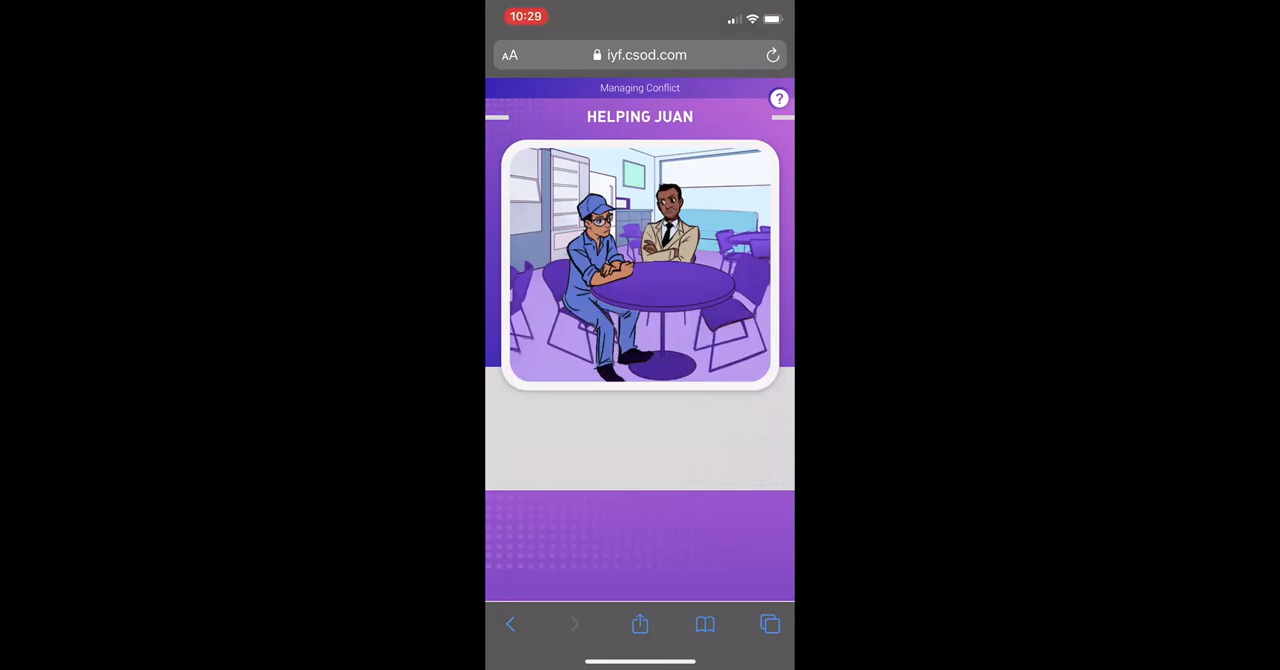 10:29
AA
iyf.csod.com
Managing Conflict
?
HELPING JUAN